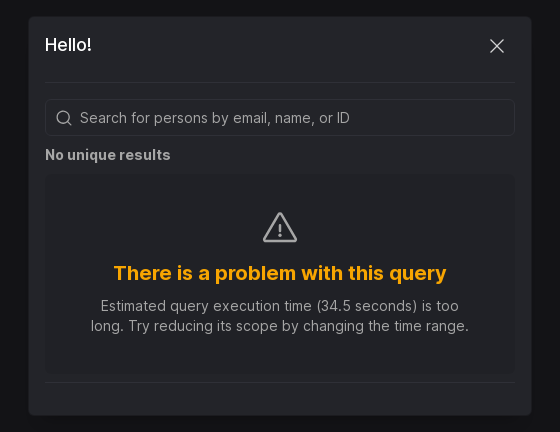 Hello!
Search for persons by email, name, or ID
No unique results
There is a problem with this query
Estimated query execution time (34.5 seconds) is too
long. Try reducing its scope by changing the time range.